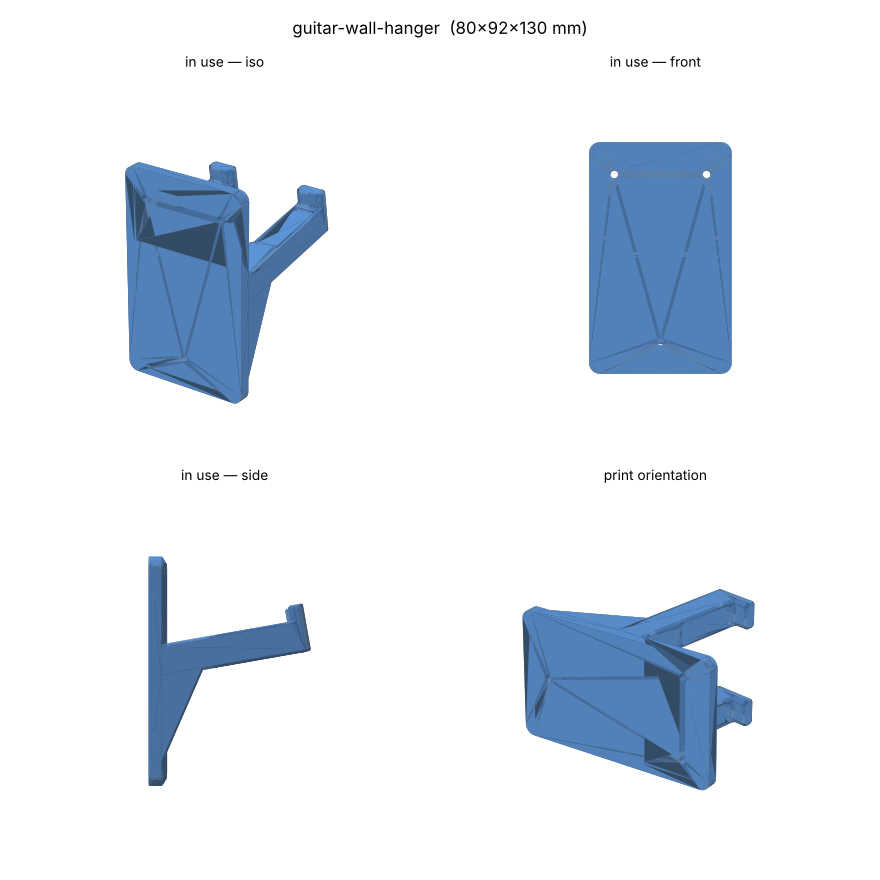 guitar-wall-hanger (80×92×130 mm)
in use — iso
in use — front
in use — side
print orientation